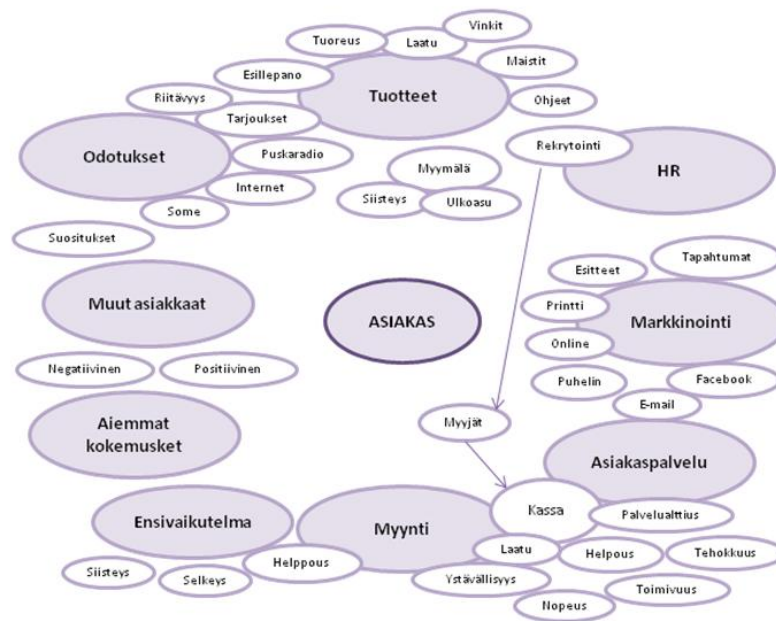 Vinkit
Tuoreus
Laatu
Maistit
Esillepano
Tuotteet
Ohjeet
Riitävyys
Tarjoukset
Rekrytointi
Odotukset
Puskaradio
HR
Myymälä
Internet
Siisteys
Ulkoasu
Some
Suositukset
Tapahtumat
Esitteet
Muut asiakkaat
Printti
ASIAKAS
Markkinointi
Online
Negatiivinen
Positiivinen
Puhelin
Facebook
E-mail
Aiemmat
kokemusket
Myyjät
Asiakaspalvelu
Kassa
Palvelualttius
Ensivaikutelma
Myynti
Laatu
Helpous
Tehokkuus
Helppous
Siisteys
Selkeys
Ystävällisyys
Toimivuus
Nopeus